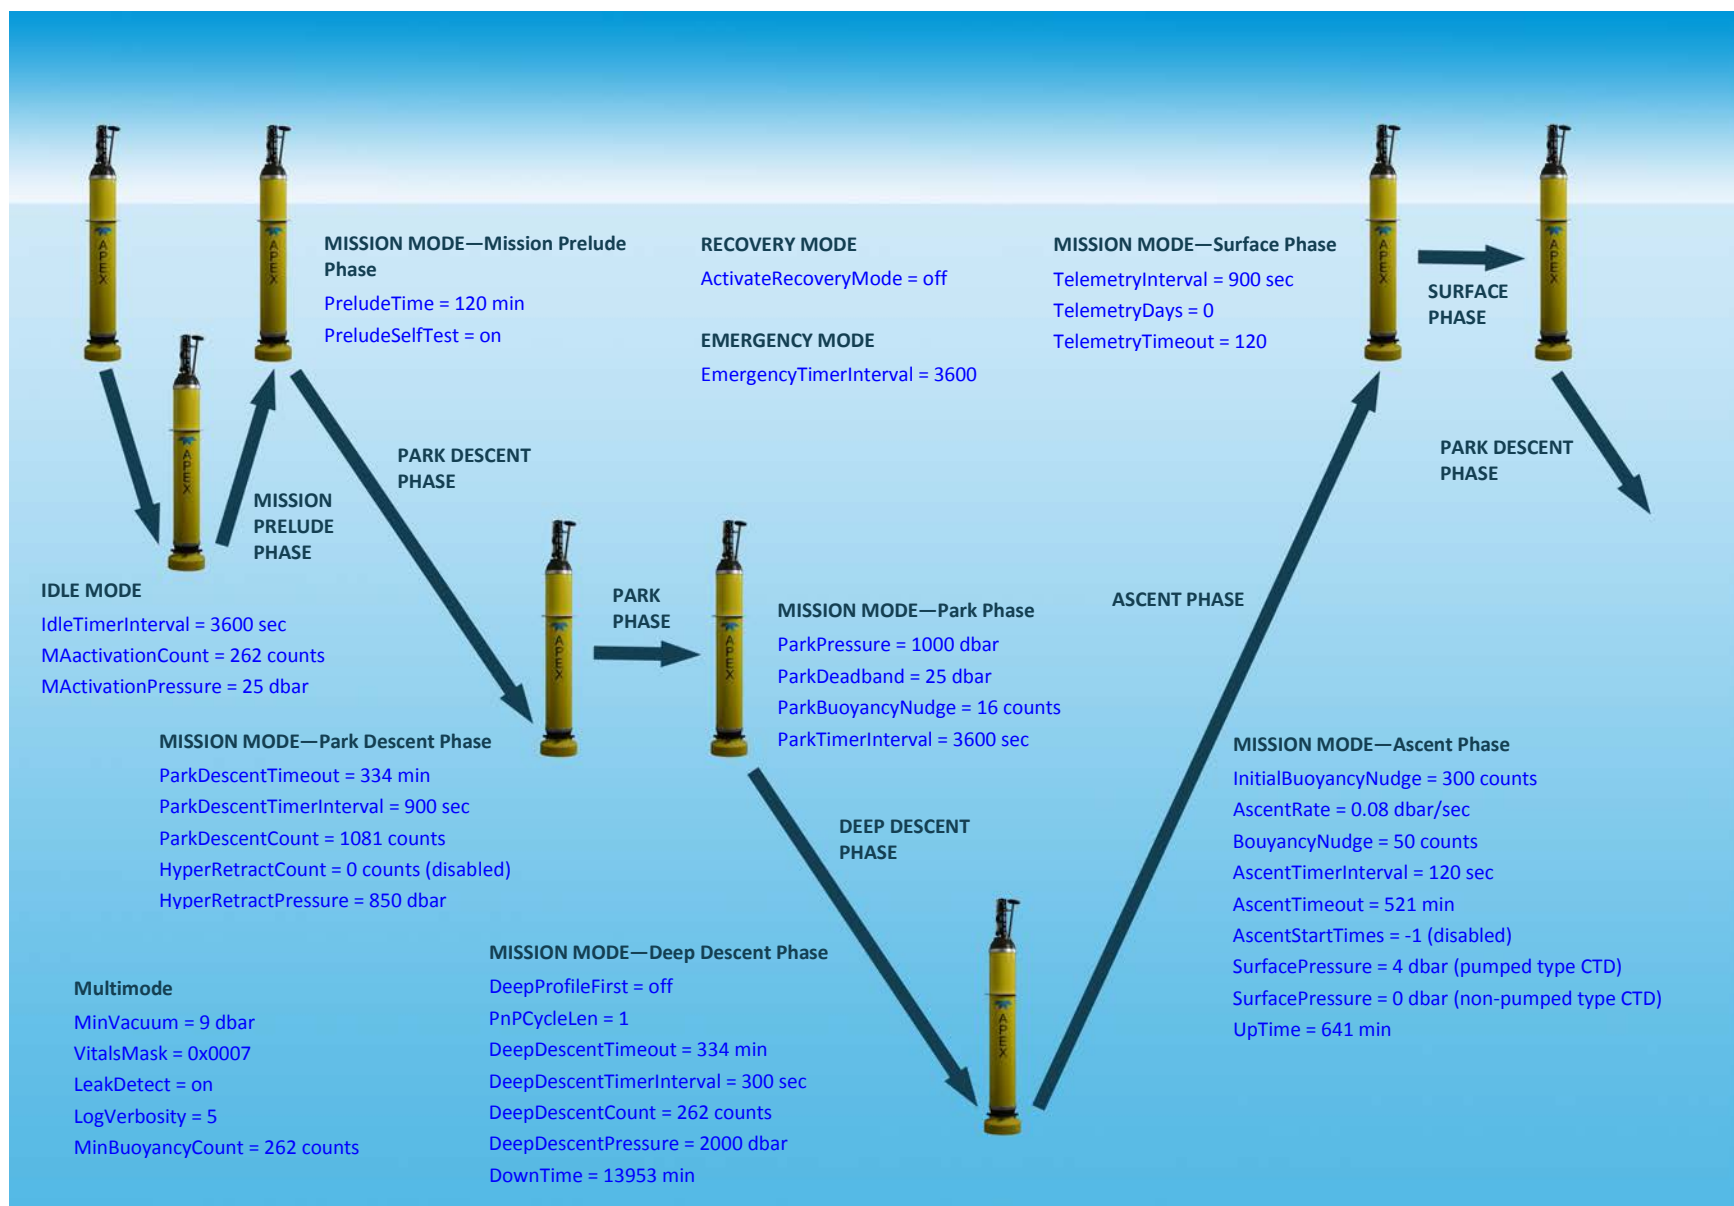 MISSION MODE—Mission Prelude
Phase
PreludeTime = 120 min
PreludeSelfTest = on
RECOVERY MODE
ActivateRecoveryMode = off
EMERGENCY MODE
EmergencyTimerInterval = 3600
MISSION MODE—Surface Phase
TelemetryInterval = 900 sec
TelemetryDays = 0
TelemetryTimeout = 120
SURFACE
PHASE
APEX
APEX
APEX
APEX
APEX
PARK DESCENT
PHASE
PARK DESCENT
PHASE
MISSION
PRELUDE
PHASE
IDLE MODE
IdleTimerInterval = 3600 sec
MAactivationCount = 262 counts
MActivationPressure = 25 dbar
PARK
PHASE
APEX
APEX
MISSION MODE—Park Phase
ParkPressure = 1000 dbar
ParkDeadband = 25 dbar
ParkBuoyancyNudge = 16 counts
ParkTimerInterval = 3600 sec
ASCENT PHASE
MISSION MODE—Park Descent Phase
ParkDescentTimeout = 334 min
ParkDescentTimerInterval = 900 sec
ParkDescentCount = 1081 counts
HyperRetractCount = 0 counts (disabled)
HyperRetractPressure = 850 dbar
DEEP DESCENT
PHASE
MISSION MODE—Ascent Phase
InitialBuoyancyNudge = 300 counts
AscentRate = 0.08 dbar/sec
BouyancyNudge = 50 counts
AscentTimerInterval = 120 sec
AscentTimeout = 521 min
AscentStartTimes = -1 (disabled)
SurfacePressure = 4 dbar (pumped type CTD)
SurfacePressure = 0 dbar (non-pumped type CTD)
UpTime = 641 min
Multimode
MinVacuum = 9 dbar
VitalsMask = 0x0007
LeakDetect = on
LogVerbosity = 5
MinBuoyancyCount = 262 counts
MISSION MODE—Deep Descent Phase
DeepProfileFirst = off
PnPCycleLen = 1
DeepDescentTimeout = 334 min
DeepDescentTimerInterval = 300 sec
DeepDescentCount = 262 counts
DeepDescentPressure = 2000 dbar
DownTime = 13953 min
APEX